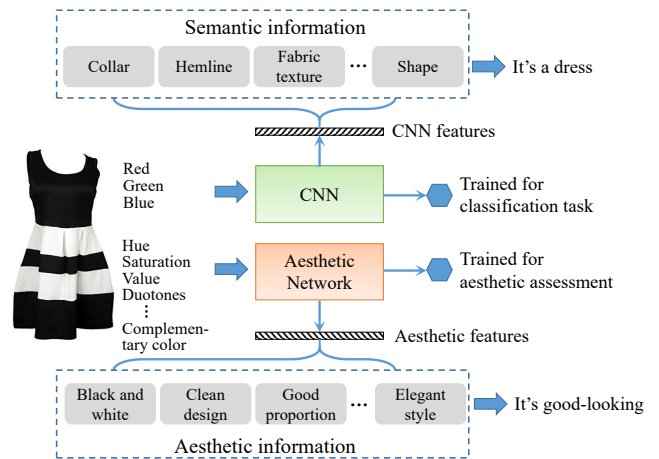 Semantic information
Collar
Hemline
Fabric
texture
...
Shape
It's a dress
CNN features
Red
Green
Blue
CNN
Trained for
classification task
Hue
Saturation
Value
Duotones
⋮
Complemen-
tary color
Aesthetic
Network
Trained for
aesthetic assessment
Aesthetic features
Black and
white
Clean
design
Good
proportion
...
Elegant
style
It's good-looking
Aesthetic information